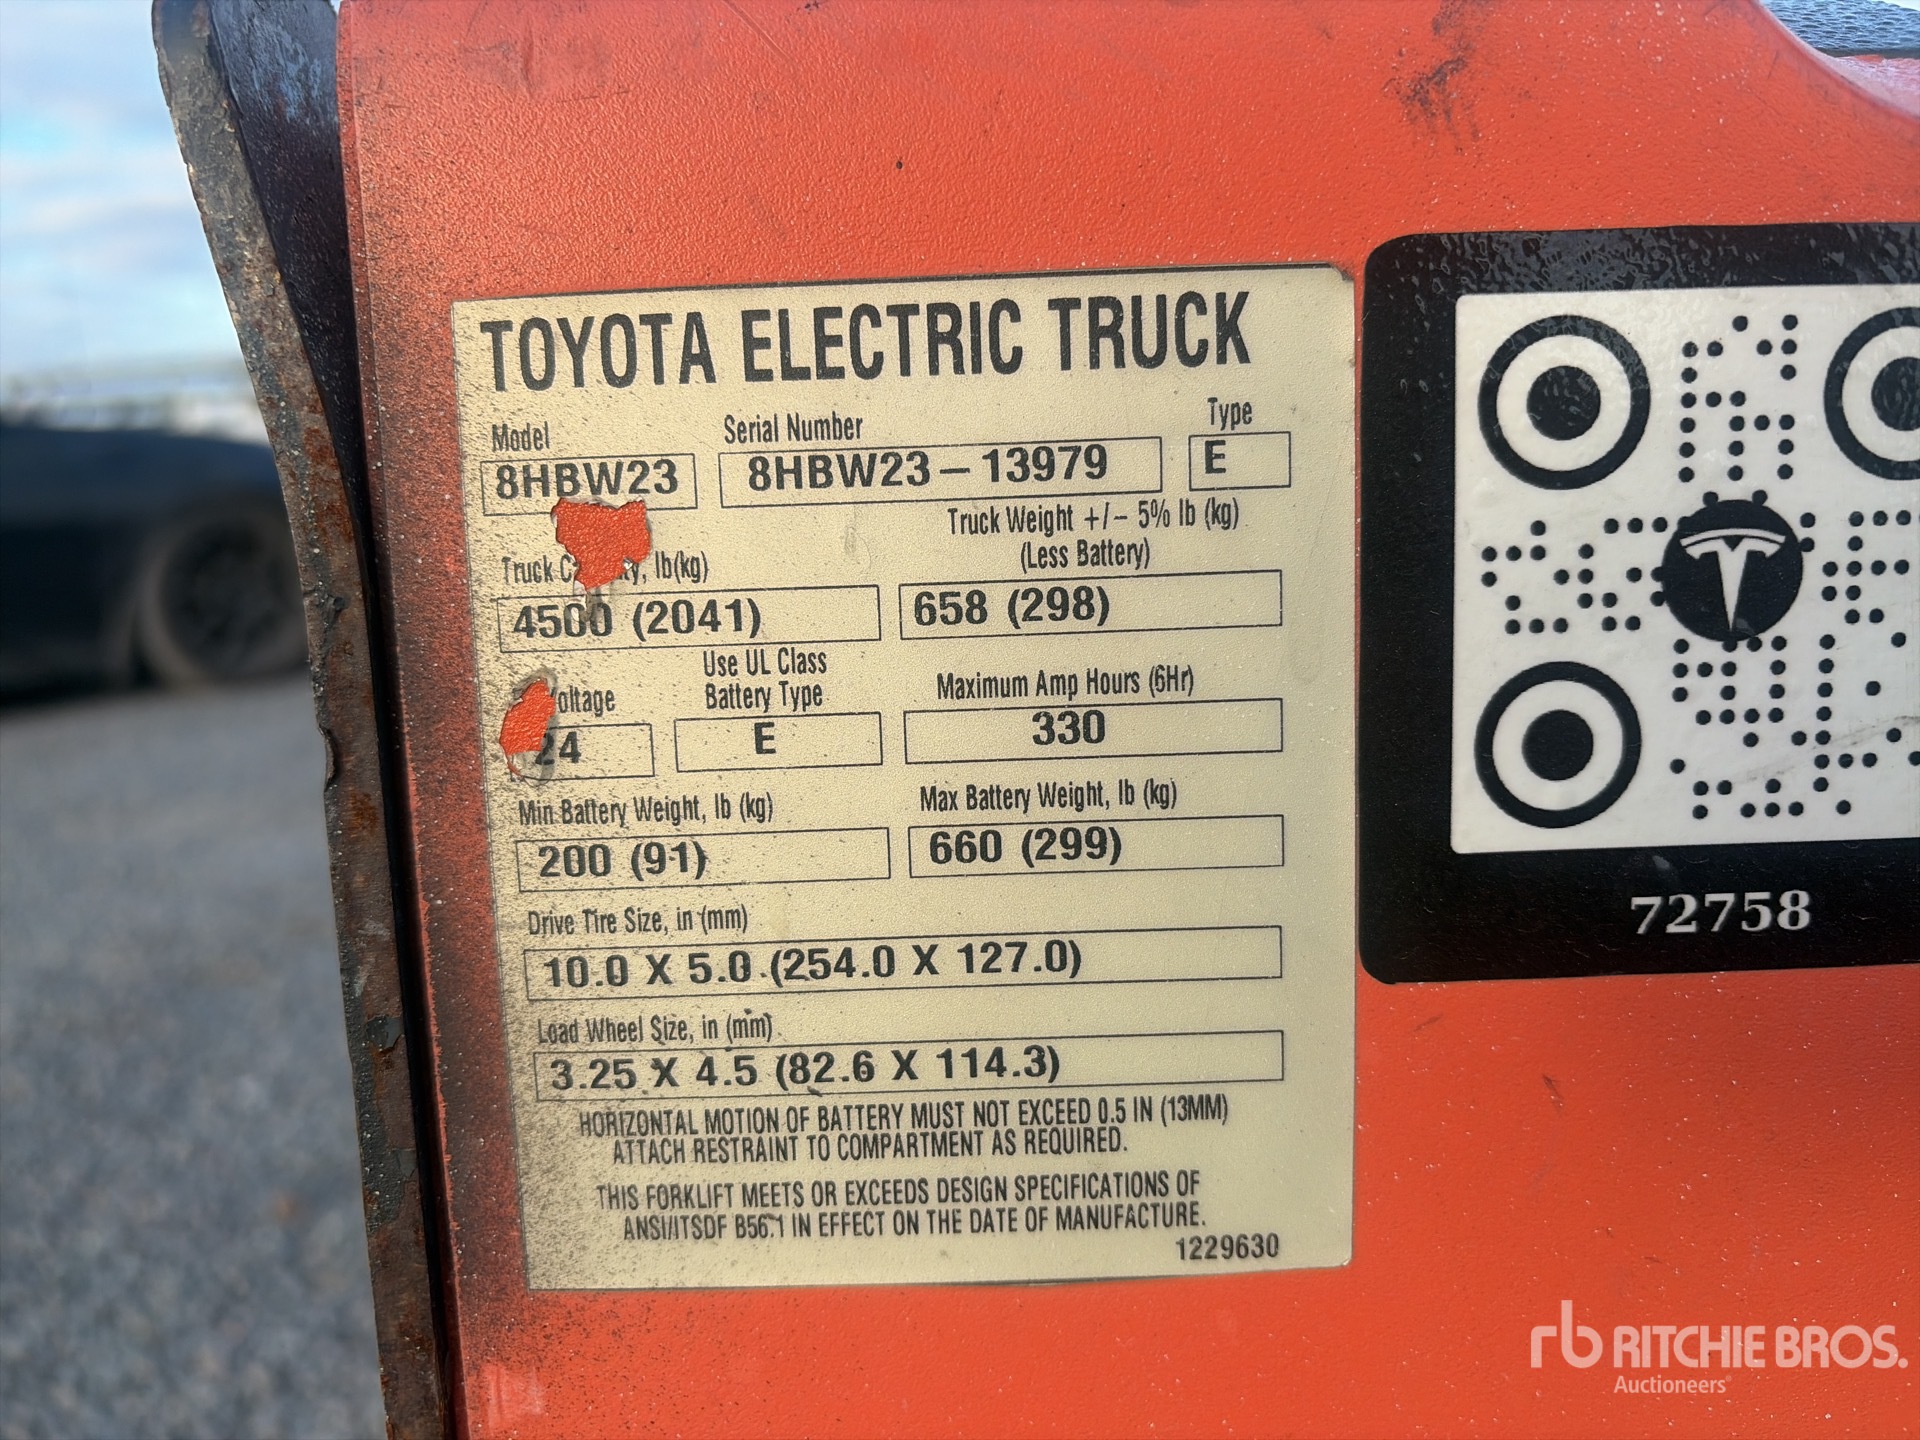 TOYOTA ELECTRIC TRUCK
Model Serial Number Type
8HBW23 8HBW23-13979 E
Truck Weight +/- 5% lb (kg)
(Less Battery)
Truck lb(kg)
4500 (2041) 658 (298)
Use UL Class
Battery Type
oltage Maximum Amp Hours (6Hr)
24 E 330
Min Battery Weight, lb (kg) Max Battery Weight, lb (kg)
200 (91) 660 (299)
Drive Tire Size, in (mm)
10.0 X 5.0 (254.0 X 127.0)
Load Wheel Size, in (mm)
3.25 X 4.5 (82.6 X 114.3)
HORIZONTAL MOTION OF BATTERY MUST NOT EXCEED 0.5 IN (13MM)
ATTACH RESTRAINT TO COMPARTMENT AS REQUIRED.
THIS FORKLIFT MEETS OR EXCEEDS DESIGN SPECIFICATIONS OF
ANSI/ITSDF B56.1 IN EFFECT ON THE DATE OF MANUFACTURE.
1229630
72758
rb RITCHIE BROS.
Auctioneers